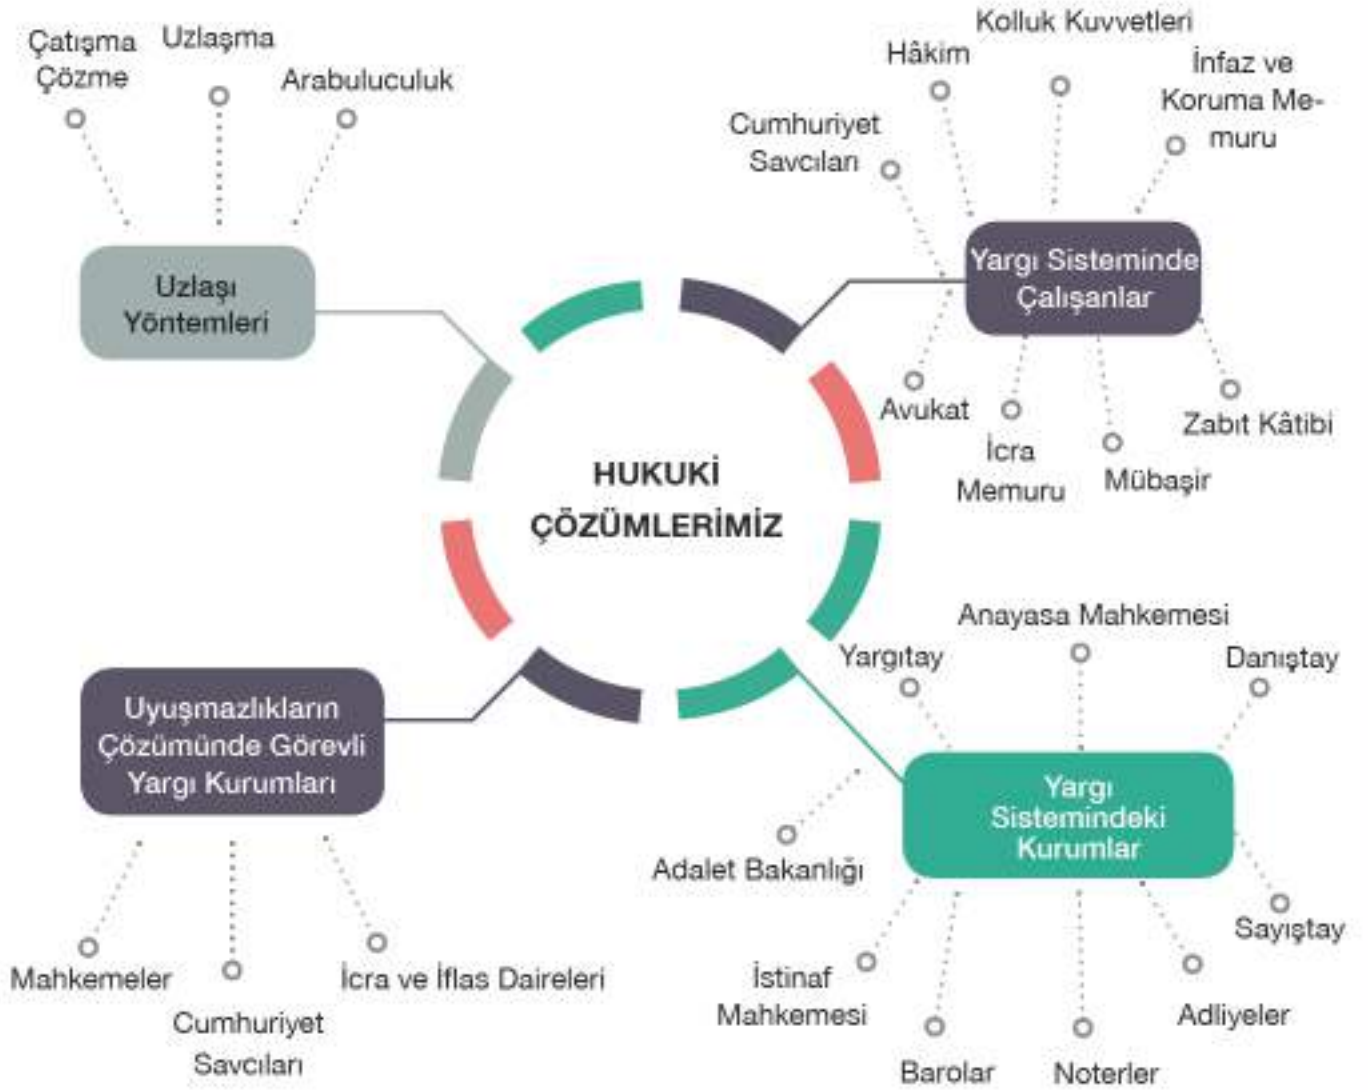 Çatışma
Çözme
Uzlaşma
Arabuluculuk
Uzlaşı
Yöntemleri
Kolluk Kuvvetleri
Hâkim
İnfaz ve
Koruma Me-
muru
Cumhuriyet
Savcıları
Yargı Sisteminde
Çalışanlar
Avukat
İcra
Memuru
Mübaşir
Zabıt Kâtibi
HUKUKİ
ÇÖZÜMLERİMİZ
Uyuşmazlıkların
Çözümünde Görevli
Yargı Kurumları
Mahkemeler
Cumhuriyet
Savcıları
İcra ve İflas Daireleri
Anayasa Mahkemesi
Yargıtay
Danıştay
Yargı
Sistemindeki
Kurumlar
Adalet Bakanlığı
Sayıştay
İstinaf
Mahkemesi
Adliyeler
Barolar
Noterler